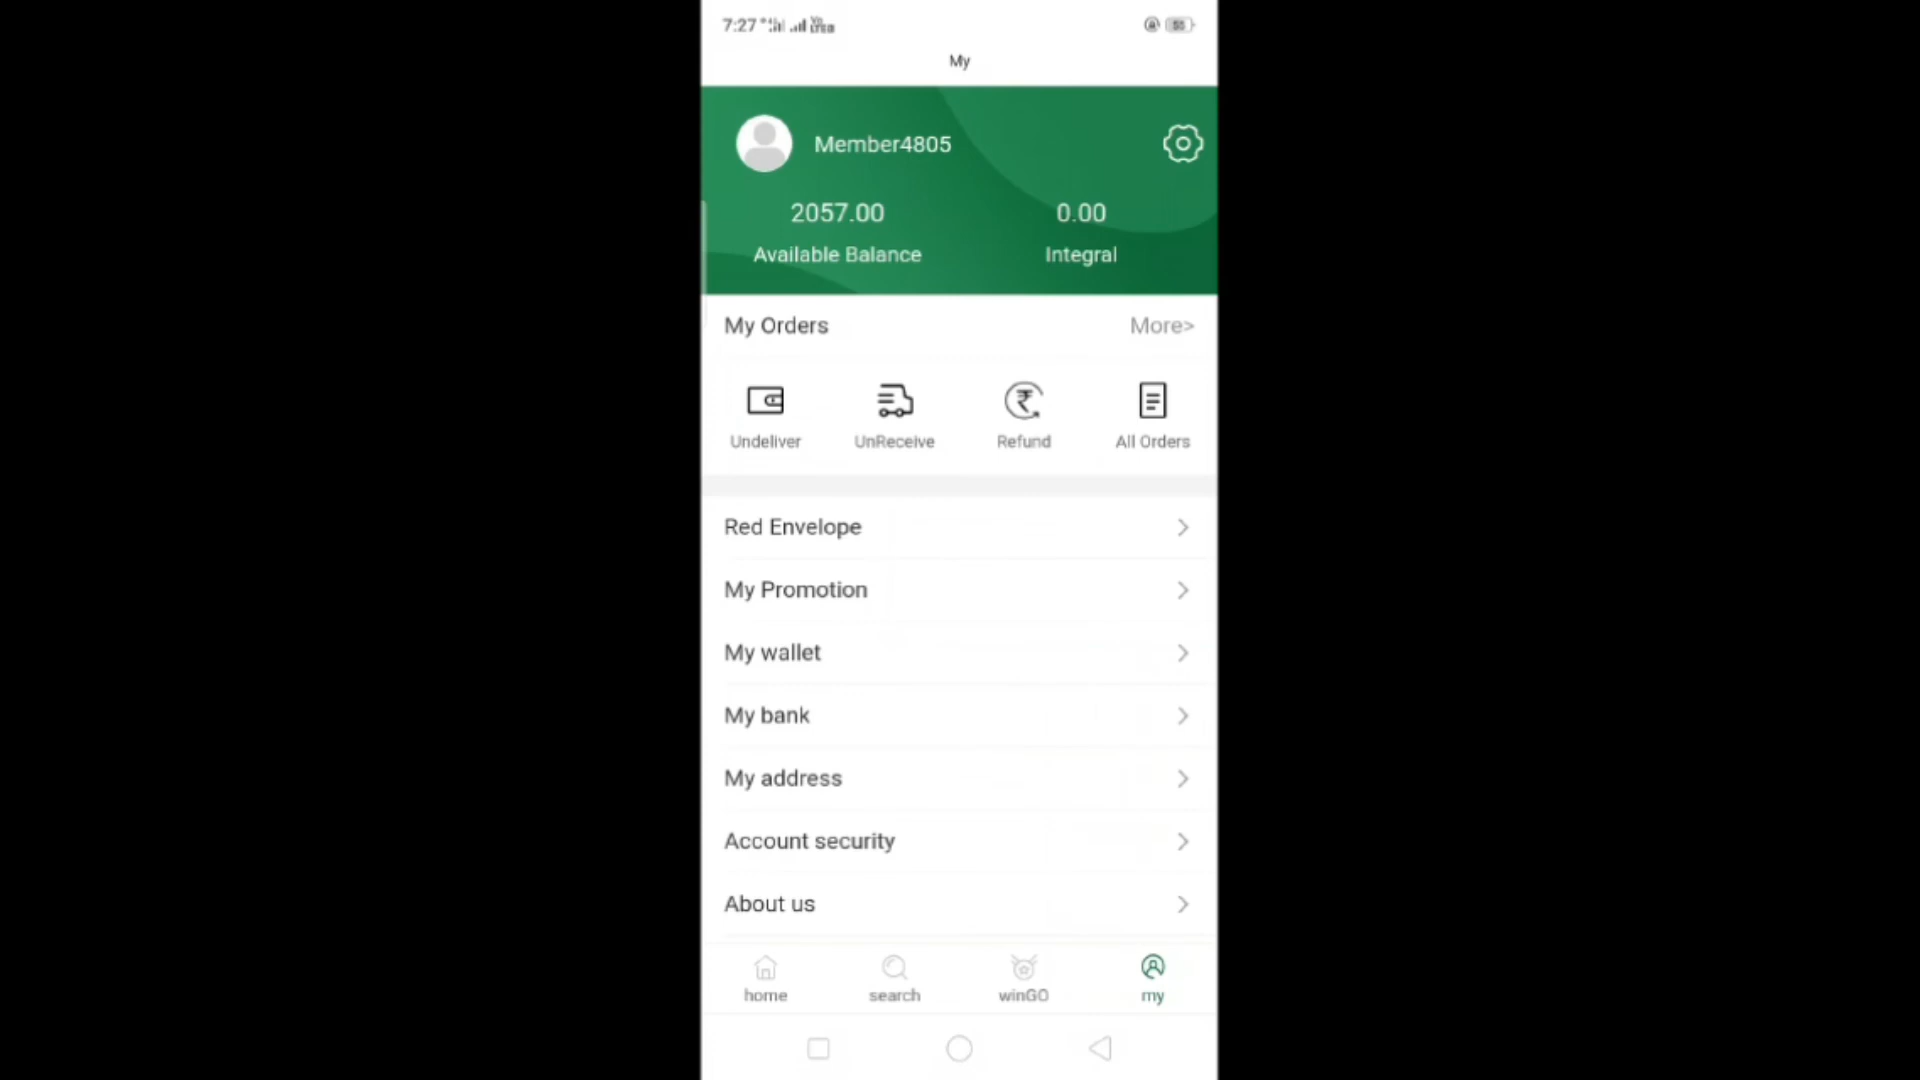 7:27
55
My
Member4805
2057.00 0.00
Available Balance Integral
My Orders More>
Undeliver UnReceive Refund All Orders
Red Envelope
My Promotion
My wallet
My bank
My address
Account security
About us
home search winGO my